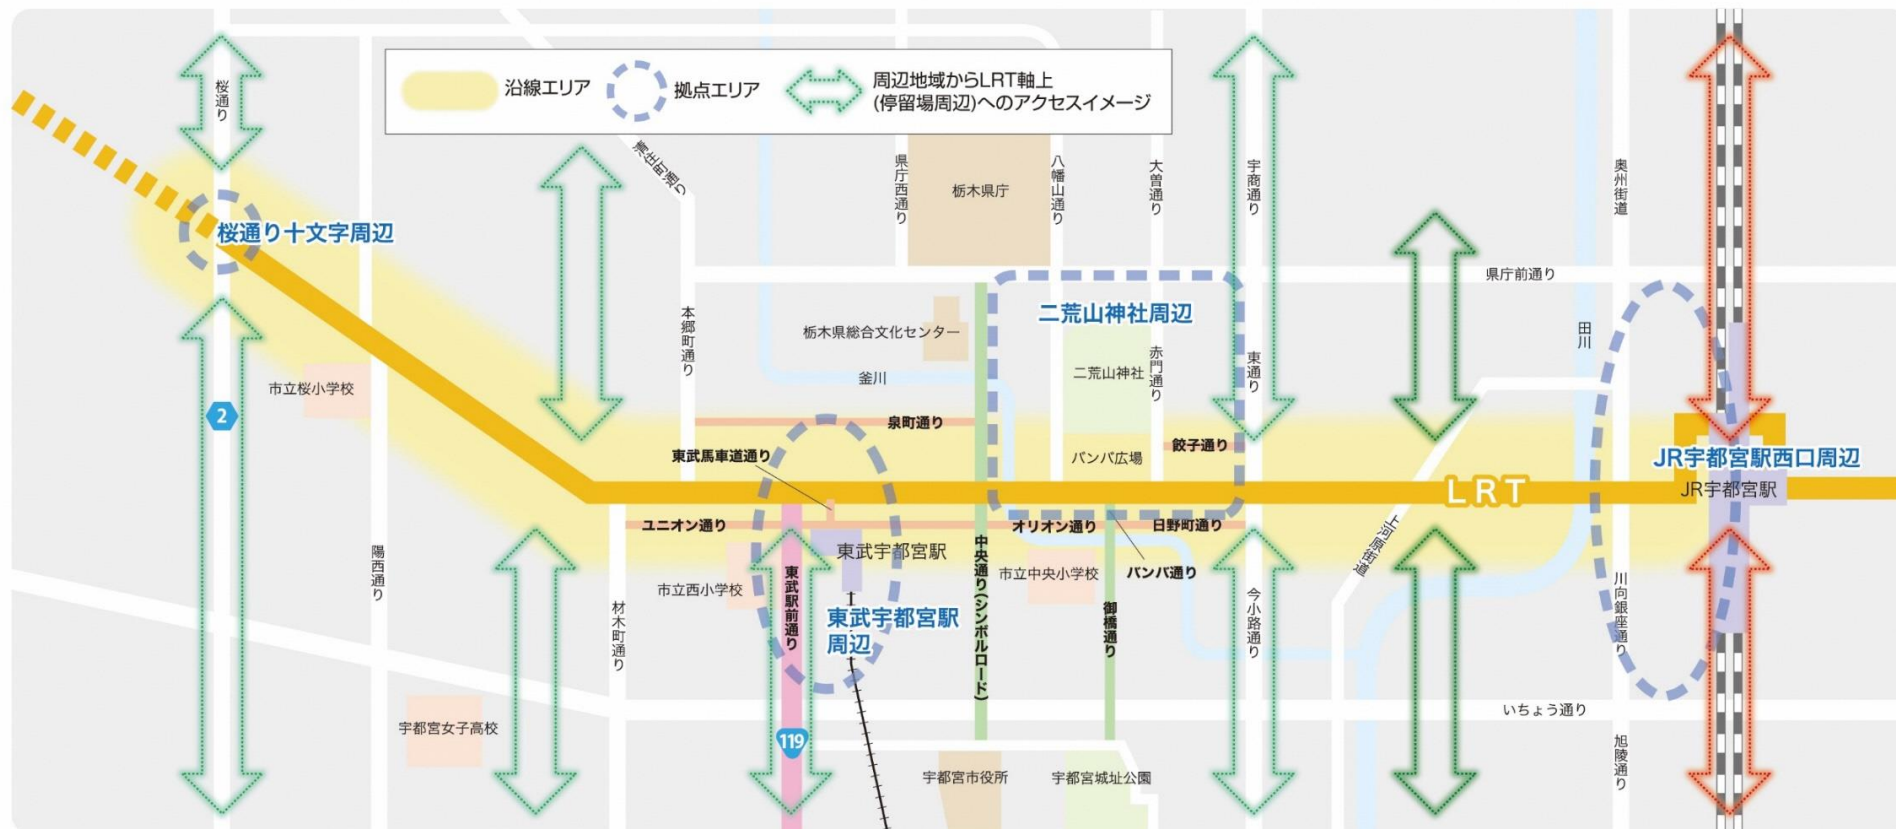 沿線エリア
拠点エリア
周辺地域からLRT軸上
(停留場周辺)へのアクセスイメージ
桜通り
清住町通り
県庁西通り
栃木県庁
八幡山通り
大曽通り
宇商通り
奥州街道
桜通り十文字周辺
県庁前通り
二荒山神社周辺
本郷町通り
栃木県総合文化センター
田川
釜川
二荒山神社
赤門通り
東通り
市立桜小学校
2
泉町通り
東武馬車道通り
バンバ広場
餃子通り
JR宇都宮駅西口周辺
LRT
JR宇都宮駅
ユニオン通り
オリオン通り
日野町通り
上河原街道
陽西通り
東武宇都宮駅
市立西小学校
東武駅前通り
中央通り(シンボルロード)
市立中央小学校
バンバ通り
材木町通り
東武宇都宮駅
周辺
御橋通り
今小路通り
川向銀座通り
いちょう通り
宇都宮女子高校
119
宇都宮市役所
宇都宮城址公園
旭陵通り